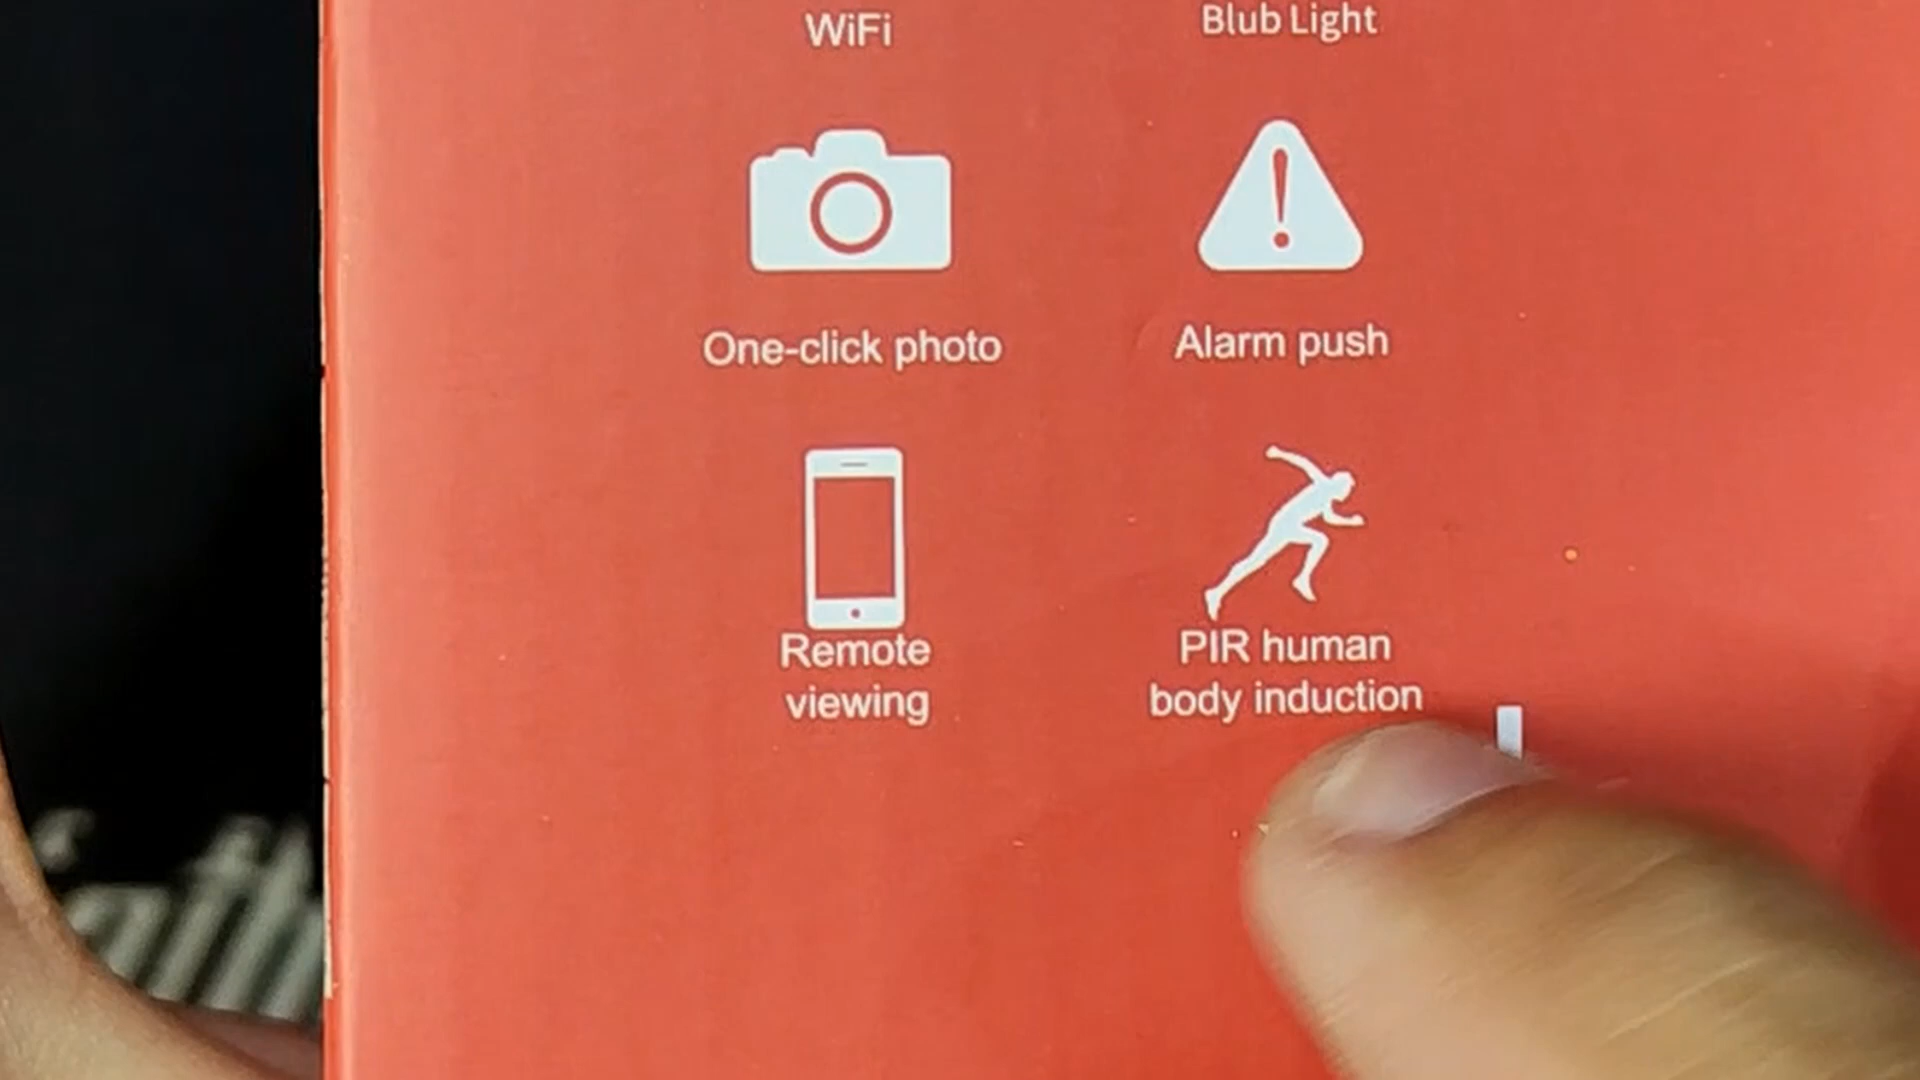 WiFi
Blub Light
One-click photo
Alarm push
Remote
viewing
PIR human
body induction